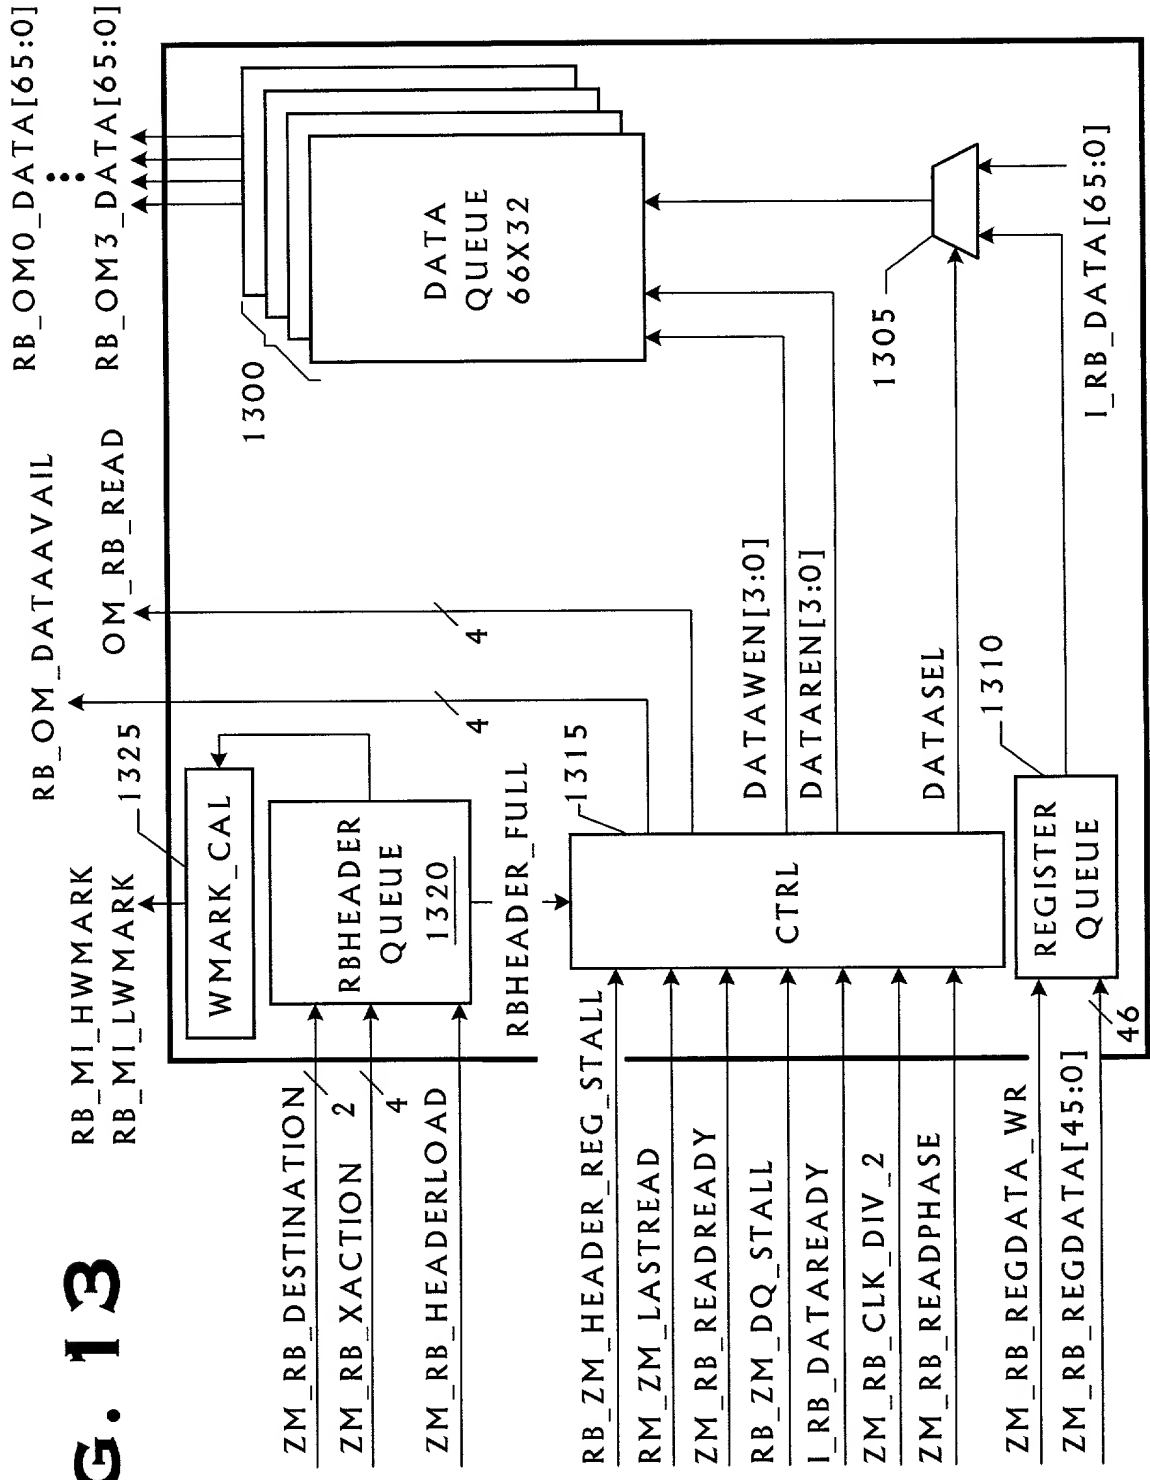 G. 13
RB_MI_HWMARK
RB_MI_LWMARK
RB_OM_DATAAVAIL
OM_RB_READ
RB_OM0_DATA[65:0]
RB_OM3_DATA[65:0]
1325
WMARK_CAL
ZM_RB_DESTINATION
2
ZM_RB_XACTION
4
ZM_RB_HEADERLOAD
RBHEADER
QUEUE
1320
RBHEADER_FULL
4
4
1300
DATA
QUEUE
66X32
RB_ZM_HEADER_REG_STALL
RM_ZM_LASTREAD
ZM_RB_READREADY
RB_ZM_DQ_STALL
I_RB_DATAREADY
ZM_RB_CLK_DIV_2
ZM_RB_READPHASE
1315
CTRL
DATAWEN[3:0]
DATAREN[3:0]
DATASEL
1305
ZM_RB_REGDATA_WR
ZM_RB_REGDATA[45:0]
46
REGISTER
QUEUE
1310
I_RB_DATA[65:0]